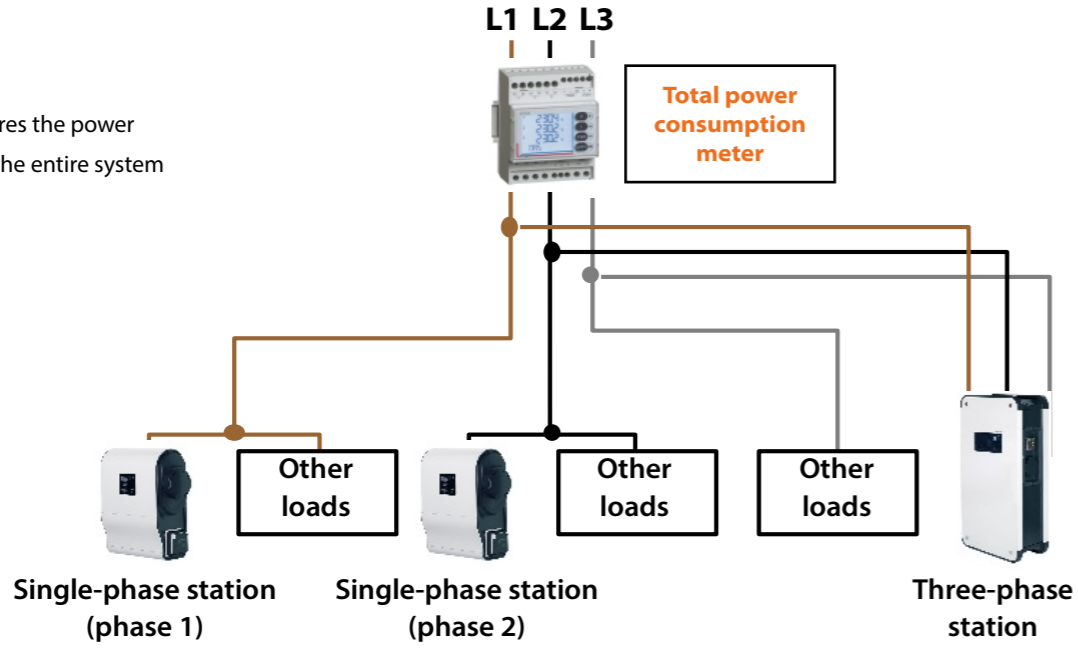 L1 L2 L3
Total power
consumption
meter
res the power
he entire system
Other
loads
Other
loads
Other
loads
Single-phase station
(phase 1)
Single-phase station
(phase 2)
Three-phase
station